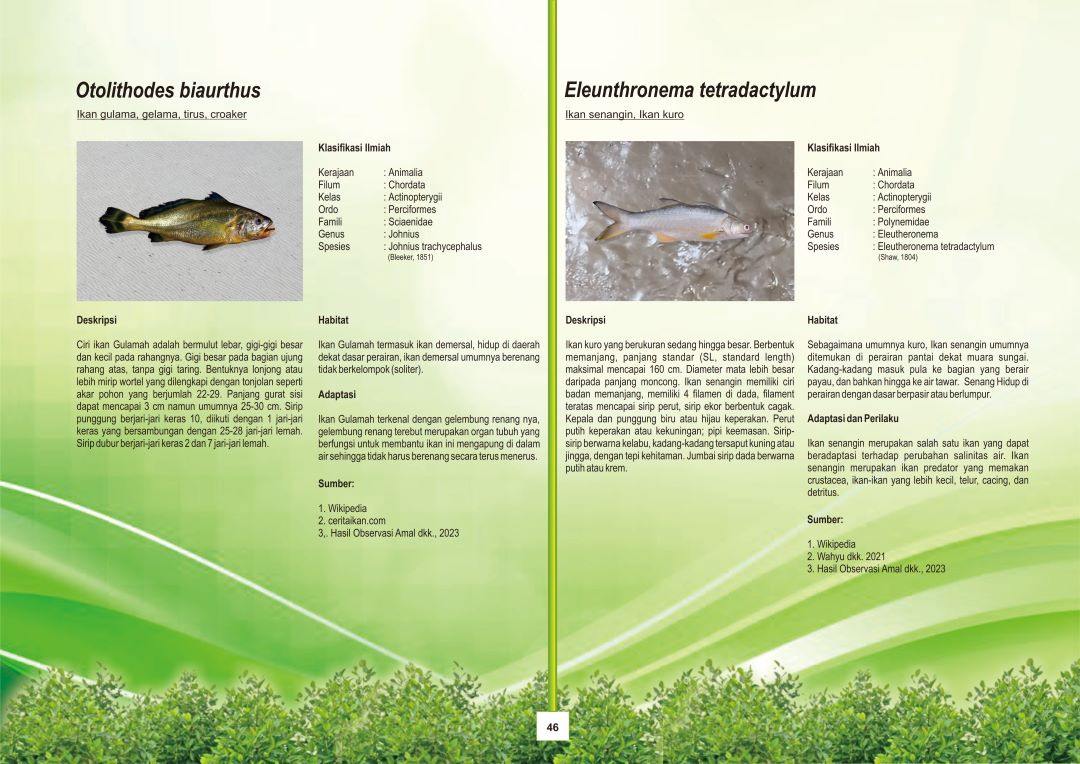 Otolithodes biaurthus
Ikan gulama, gelama, tirus, croaker
Klasifikasi Ilmiah
Kerajaan : Animalia
Filum : Chordata
Kelas : Actinopterygii
Ordo : Perciformes
Famili : Sciaenidae
Genus : Johnius
Spesies : Johnius trachycephalus
(Bleeker, 1851)
Deskripsi
Ciri ikan Gulamah adalah bermulut lebar, gigi-gigi besar
dan kecil pada rahangnya. Gigi besar pada bagian ujung
rahang atas, tanpa gigi taring. Bentuknya lonjong atau
lebih mirip wortel yang dilengkapi dengan tonjolan seperti
akar pohon yang berjumlah 22-29. Panjang gurat sisi
dapat mencapai 3 cm namun umumnya 25-30 cm. Sirip
punggung berjari-jari keras 10, diikuti dengan 1 jari-jari
keras yang bersambungan dengan 25-28 jari-jari lemah.
Sirip dubur berjari-jari keras 2 dan 7 jari-jari lemah.
Habitat
Ikan Gulamah termasuk ikan demersal, hidup di daerah
dekat dasar perairan, ikan demersal umumnya berenang
tidak berkelompok (soliter).
Adaptasi
Ikan Gulamah terkenal dengan gelembung renang nya,
gelembung renang terebut merupakan organ tubuh yang
berfungsi untuk membantu ikan ini mengapung di dalam
air sehingga tidak harus berenang secara terus menerus.
Sumber:
1. Wikipedia
2. ceritaikan.com
3,. Hasil Observasi Amal dkk., 2023
Eleunthronema tetradactylum
Ikan senangin, Ikan kuro
Klasifikasi Ilmiah
Kerajaan : Animalia
Filum : Chordata
Kelas : Actinopterygii
Ordo : Perciformes
Famili : Polynemidae
Genus : Eleutheronema
Spesies : Eleutheronema tetradactylum
(Shaw, 1804)
Deskripsi
Ikan kuro yang berukuran sedang hingga besar. Berbentuk
memanjang, panjang standar (SL, standard length)
maksimal mencapai 160 cm. Diameter mata lebih besar
daripada panjang moncong. Ikan senangin memiliki ciri
badan memanjang, memiliki 4 filamen di dada, filament
teratas mencapai sirip perut, sirip ekor berbentuk cagak.
Kepala dan punggung biru atau hijau keperakan. Perut
putih keperakan atau kekuningan; pipi keemasan. Sirip-
sirip berwarna kelabu, kadang-kadang tersaput kuning atau
jingga, dengan tepi kehitaman. Jumbai sirip dada berwarna
putih atau krem.
Habitat
Sebagaimana umumnya kuro, Ikan senangin umumnya
ditemukan di perairan pantai dekat muara sungai.
Kadang-kadang masuk pula ke bagian yang berair
payau, dan bahkan hingga ke air tawar. Senang Hidup di
perairan dengan dasar berpasir atau berlumpur.
Adaptasi dan Perilaku
Ikan senangin merupakan salah satu ikan yang dapat
beradaptasi terhadap perubahan salinitas air. Ikan
senangin merupakan ikan predator yang memakan
crustacea, ikan-ikan yang lebih kecil, telur, cacing, dan
detritus.
Sumber:
1. Wikipedia
2. Wahyu dkk. 2021
3. Hasil Observasi Amal dkk., 2023
46